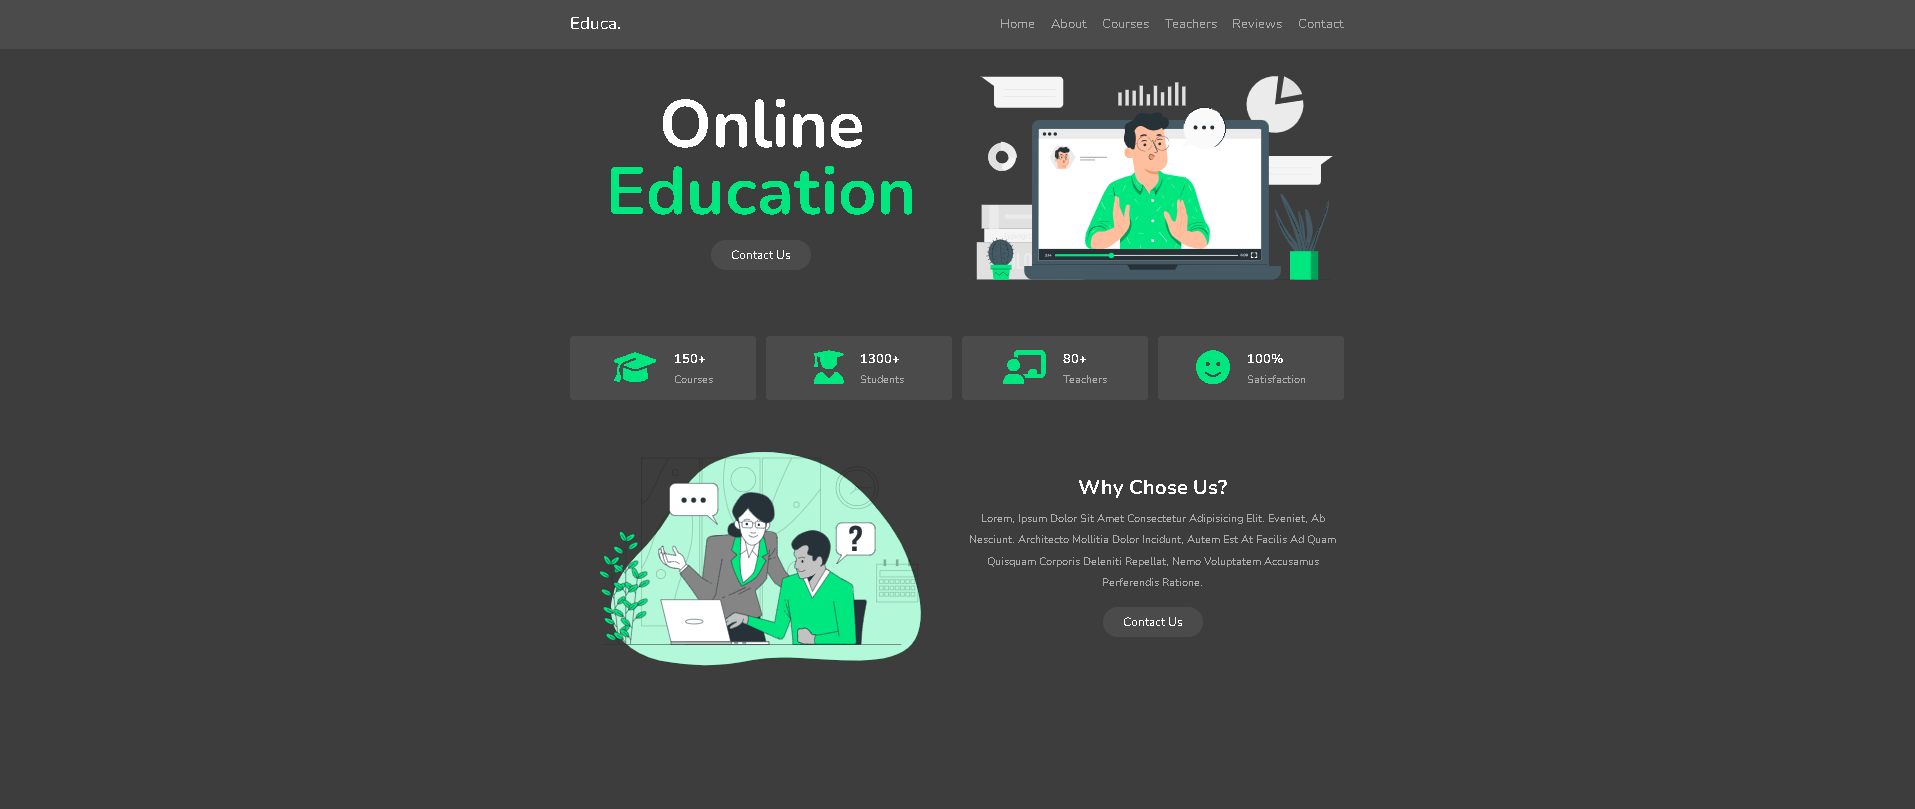 Educa.
Home About Courses Teachers Reviews Contact
Online
Education
Contact Us
150+
Courses
1300+
Students
80+
Teachers
100%
Satisfaction
?
Why Chose Us?
Lorem, Ipsum Dolor Sit Amet Consectetur Adipisicing Elit. Eveniet, Ab
Nesciunt. Architecto Mollitia Dolor Incidunt, Autem Est At Facilis Ad Quam
Quisquam Corporis Deleniti Repellat, Nemo Voluptatem Accusamus
Perferendis Ratione.
Contact Us